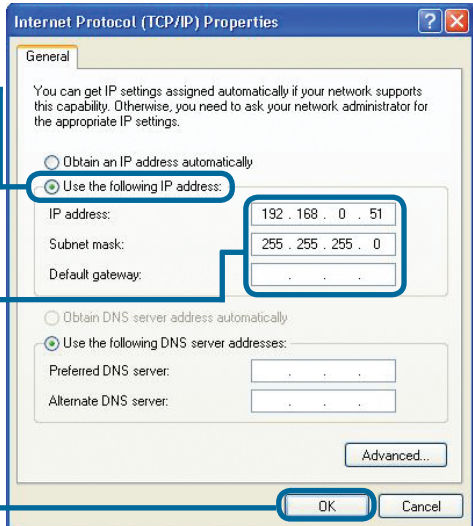 Internet Protocol (TCP/IP) Properties
General
You can get IP settings assigned automatically if your network supports
this capability. Otherwise, you need to ask your network administrator for
the appropriate IP settings.
Obtain an IP address automatically
Use the following IP address:
IP address: 192 . 168 . 0 . 51
Subnet mask: 255 . 255 . 255 . 0
Default gateway: . . .
Obtain DNS server address automatically
Use the following DNS server addresses:
Preferred DNS server: . . .
Alternate DNS server: . . .
Advanced...
OK Cancel